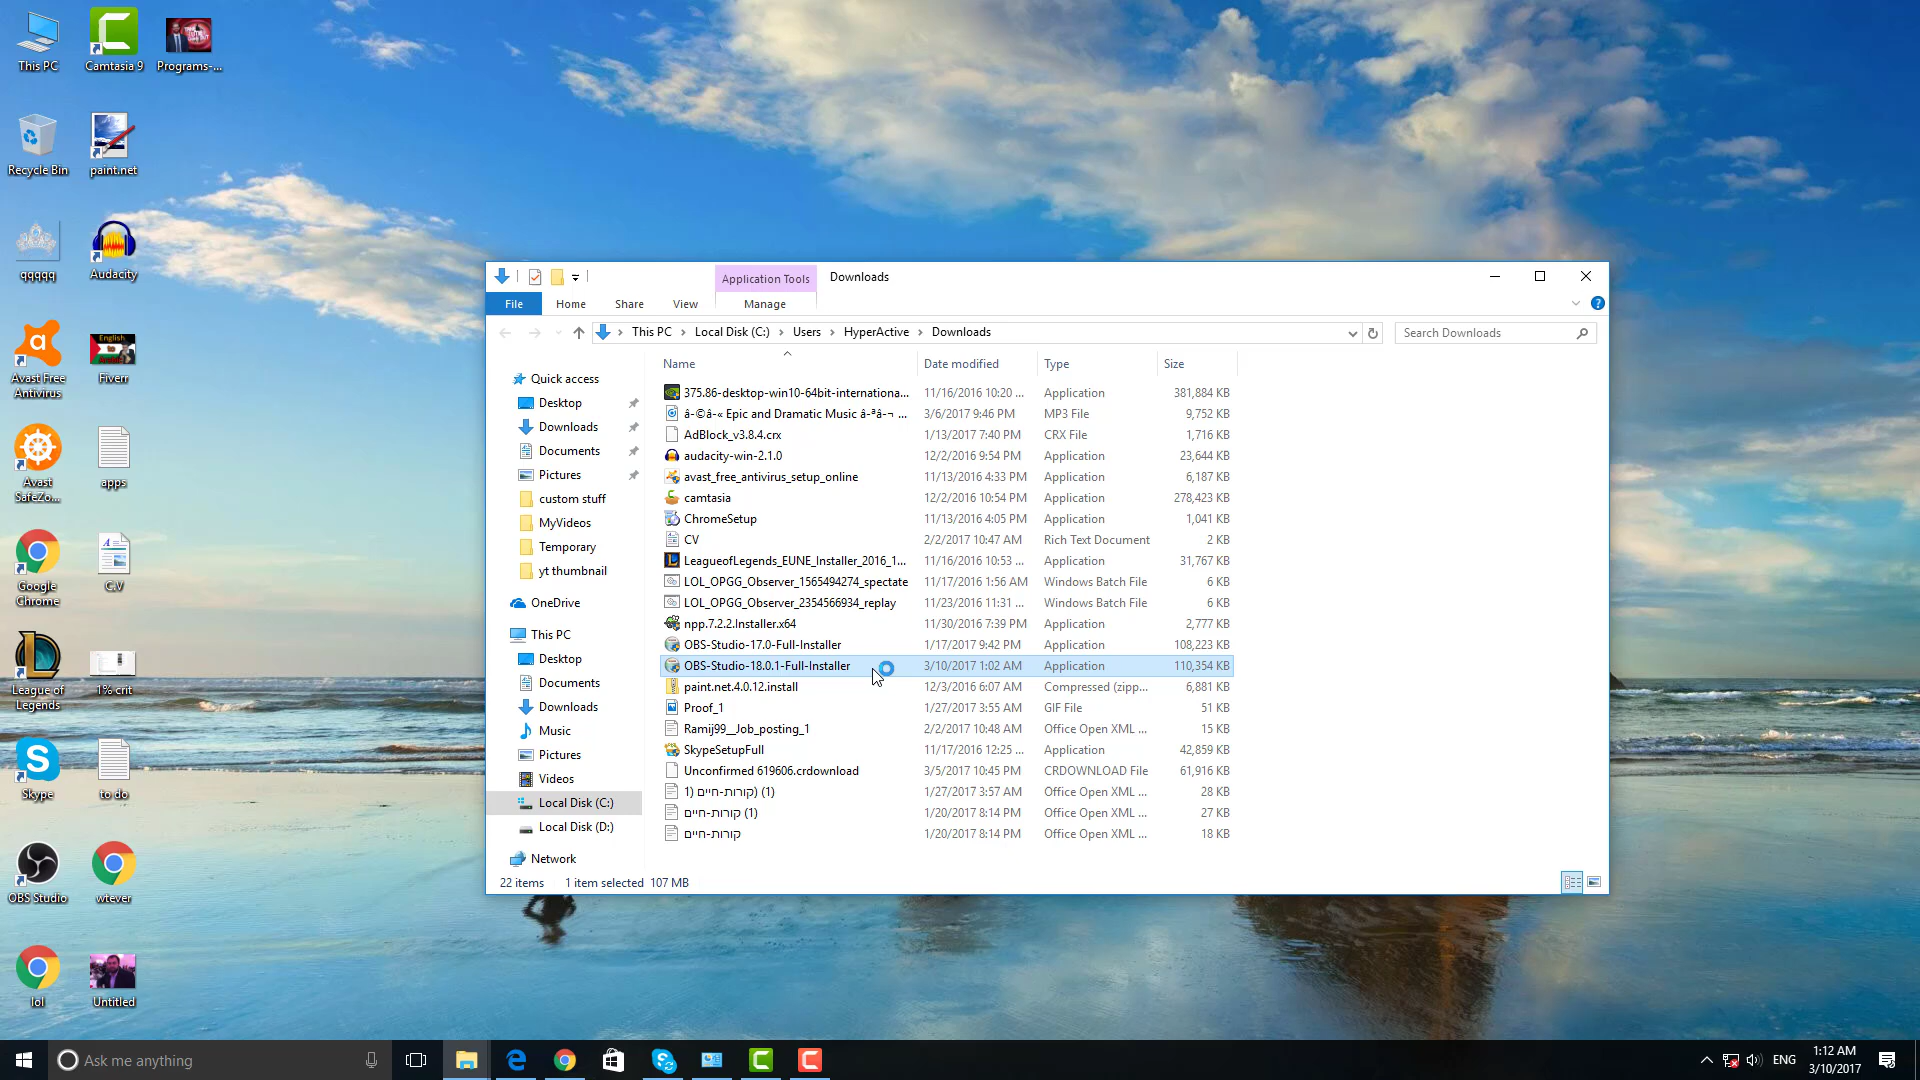 This PC
Camtasia 9
Programs-...
Recycle Bin
paint.net
qqqqq
Audacity
Avast Free
Antivirus
English
Fiverr
Avast
SafeZo...
apps
Google
Chrome
C.V
League of
Legends
1% crit
Skype
to do
OBS Studio
wtever
lol
Untitled
Application Tools
Downloads
File
Home
Share
View
Manage
This PC
Local Disk (C:)
Users
HyperActive
Downloads
Search Downloads
Name
Date modified
Type
Size
Quick access
Desktop
Downloads
Documents
Pictures
custom stuff
MyVideos
Temporary
yt thumbnail
OneDrive
This PC
Desktop
Documents
Downloads
Music
Pictures
Videos
Local Disk (C:)
Local Disk (D:)
Network
375.86-desktop-win10-64bit-internationa... 11/16/2016 10:20 ... Application 381,884 KB
â-©â-« Epic and Dramatic Music â-ªâ-¬ ... 3/6/2017 9:46 PM MP3 File 9,752 KB
AdBlock_v3.8.4.crx 1/13/2017 7:40 PM CRX File 1,716 KB
audacity-win-2.1.0 12/2/2016 9:54 PM Application 23,644 KB
avast_free_antivirus_setup_online 11/13/2016 4:33 PM Application 6,187 KB
camtasia 12/2/2016 10:54 PM Application 278,423 KB
ChromeSetup 11/13/2016 4:05 PM Application 1,041 KB
CV 2/2/2017 10:47 AM Rich Text Document 2 KB
LeagueofLegends_EUNE_Installer_2016_1... 11/16/2016 10:53 ... Application 31,767 KB
LOL_OPGG_Observer_1565494274_spectate 11/17/2016 1:56 AM Windows Batch File 6 KB
LOL_OPGG_Observer_2354566934_replay 11/23/2016 11:31 ... Windows Batch File 6 KB
npp.7.2.2.Installer.x64 11/30/2016 7:39 PM Application 2,777 KB
OBS-Studio-17.0-Full-Installer 1/17/2017 9:42 PM Application 108,223 KB
OBS-Studio-18.0.1-Full-Installer 3/10/2017 1:02 AM Application 110,354 KB
paint.net.4.0.12.install 12/3/2016 6:07 AM Compressed (zipp... 6,881 KB
Proof_1 1/27/2017 3:55 AM GIF File 51 KB
Ramij99__Job_posting_1 2/2/2017 10:48 AM Office Open XML ... 15 KB
SkypeSetupFull 11/17/2016 12:25 ... Application 42,859 KB
Unconfirmed 619606.crdownload 3/5/2017 10:45 PM CRDOWNLOAD File 61,916 KB
קורות-חיים) (1) (1 1/27/2017 3:57 AM Office Open XML ... 28 KB
קורות-חיים (1) 1/20/2017 8:14 PM Office Open XML ... 27 KB
קורות-חיים 1/20/2017 8:14 PM Office Open XML ... 18 KB
22 items 1 item selected 107 MB
Ask me anything
ENG
1:12 AM
3/10/2017